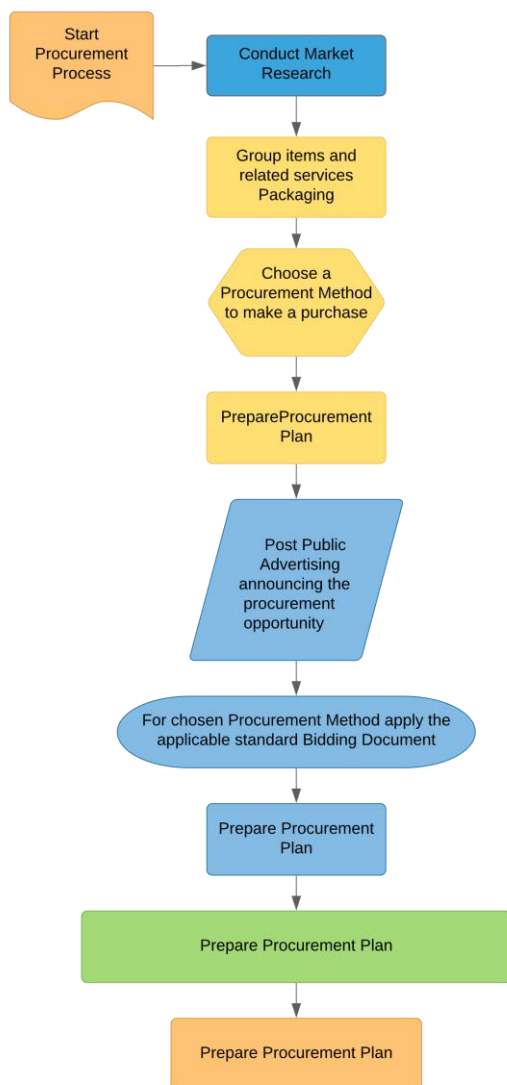 Start
Procurement
Process
Conduct Market
Research
Group items and
related services
Packaging
Choose a
Procurement Method
to make a purchase
PrepareProcurement
Plan
Post Public
Advertising
announcing the
procurement
opportunity
For chosen Procurement Method apply the
applicable standard Bidding Document
Prepare Procurement
Plan
Prepare Procurement Plan
Prepare Procurement Plan